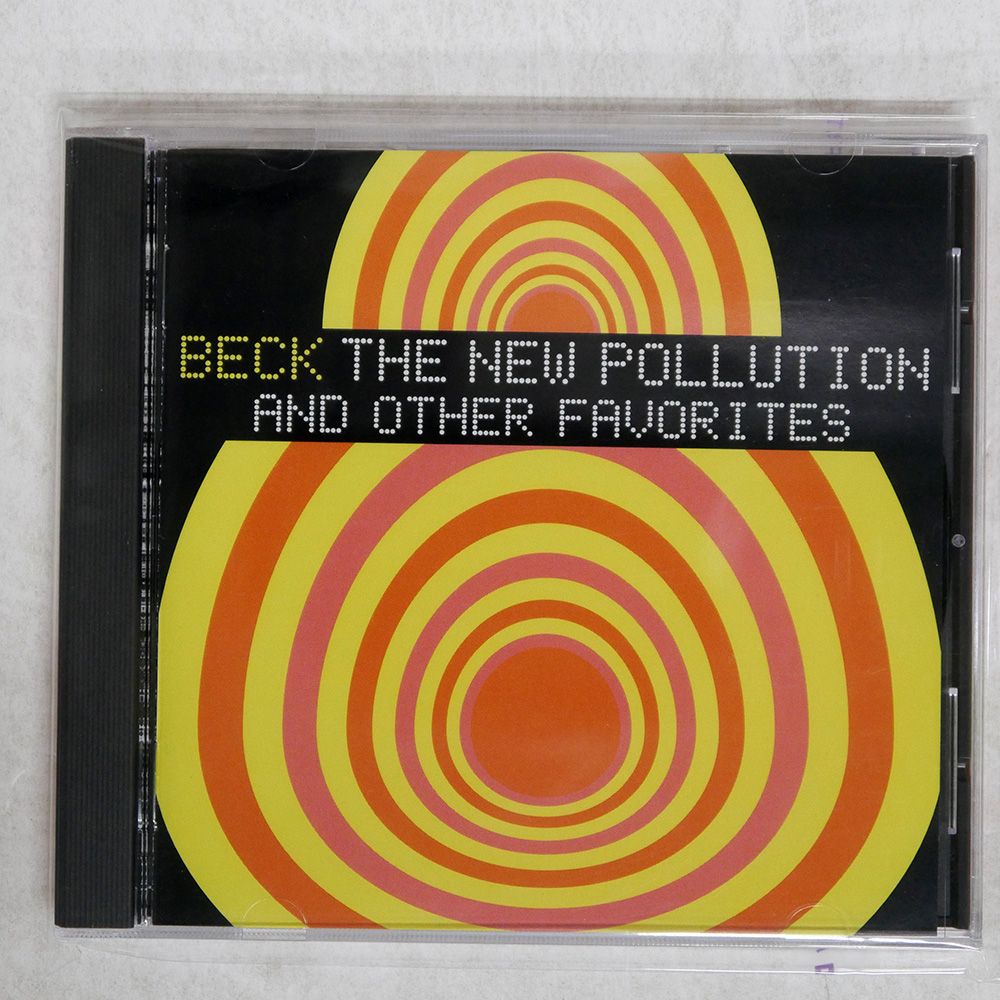 BECK THE NEW POLLUTION
AND OTHER FAVORITES